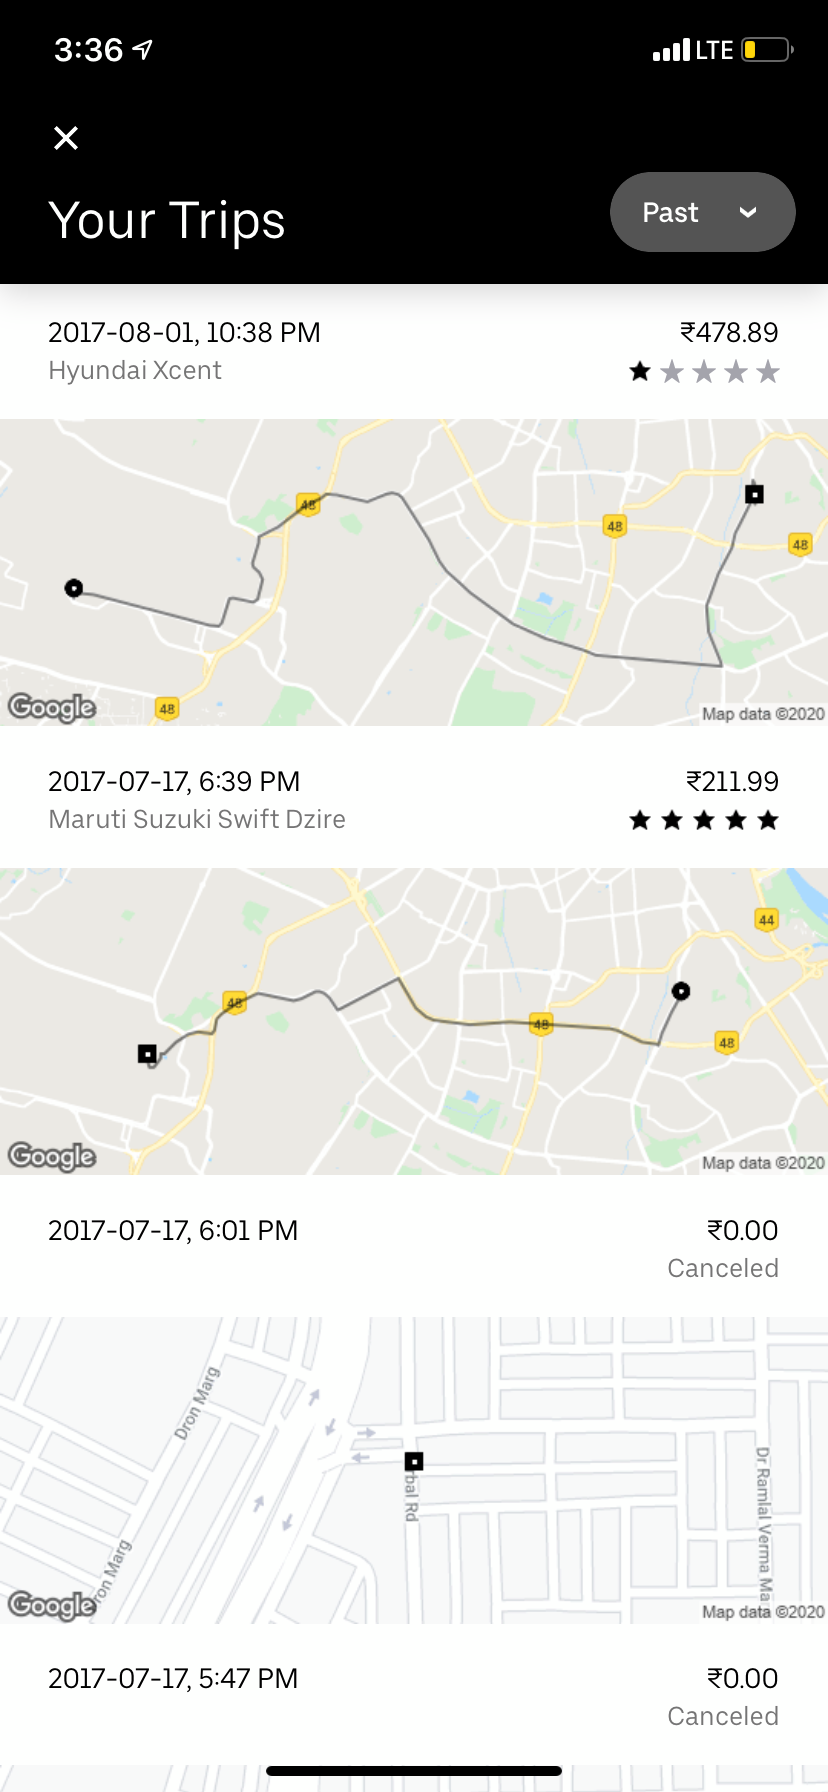 3:36 LTE
Your Trips
Past
2017-08-01, 10:38 PM ₹478.89
Hyundai Xcent
48
48
48
48
Google Map data ©2020
2017-07-17, 6:39 PM ₹211.99
Maruti Suzuki Swift Dzire
44
48
48
48
Google Map data ©2020
2017-07-17, 6:01 PM ₹0.00
Canceled
Dron Marg
rbal Rd
Dr Ramlal Verma Ma
ron Marg
Google Map data ©2020
2017-07-17, 5:47 PM ₹0.00
Canceled